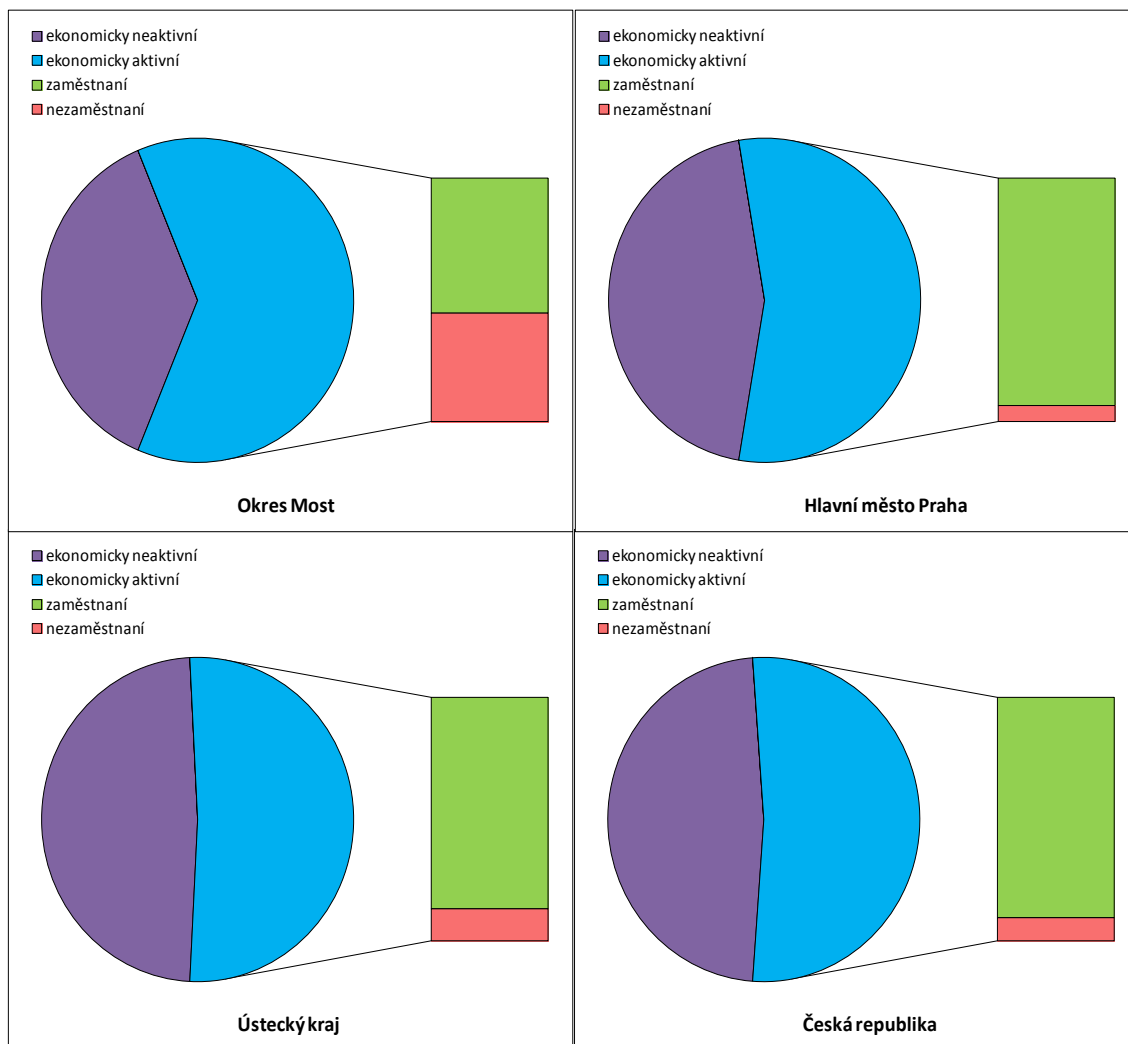 ekonomicky neaktivní
ekonomicky aktivní
zaměstnaní
nezaměstnaní
Okres Most
ekonomicky neaktivní
ekonomicky aktivní
zaměstnaní
nezaměstnaní
Hlavní město Praha
ekonomicky neaktivní
ekonomicky aktivní
zaměstnaní
nezaměstnaní
Ústecký kraj
ekonomicky neaktivní
ekonomicky aktivní
zaměstnaní
nezaměstnaní
Česká republika